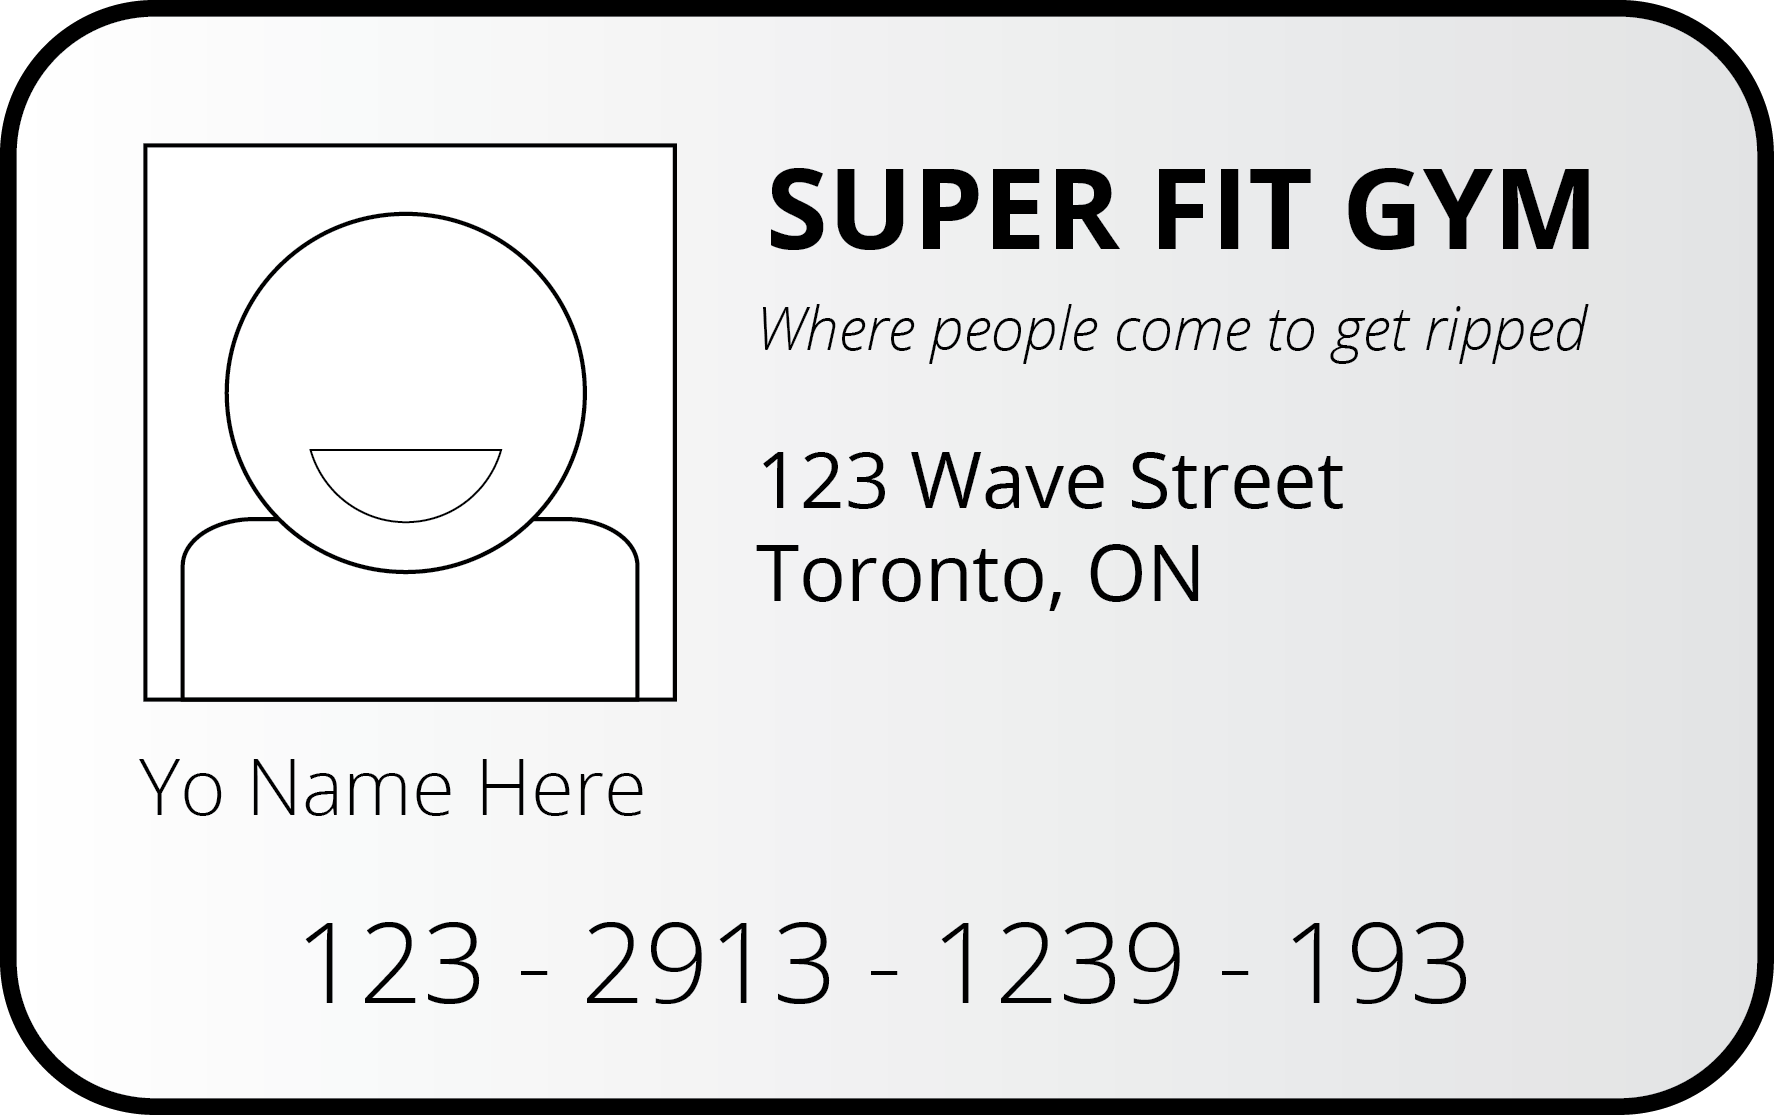 SUPER FIT GYM
Where people come to get ripped
123 Wave Street
Toronto, ON
Yo Name Here
123 - 2913 - 1239 - 193